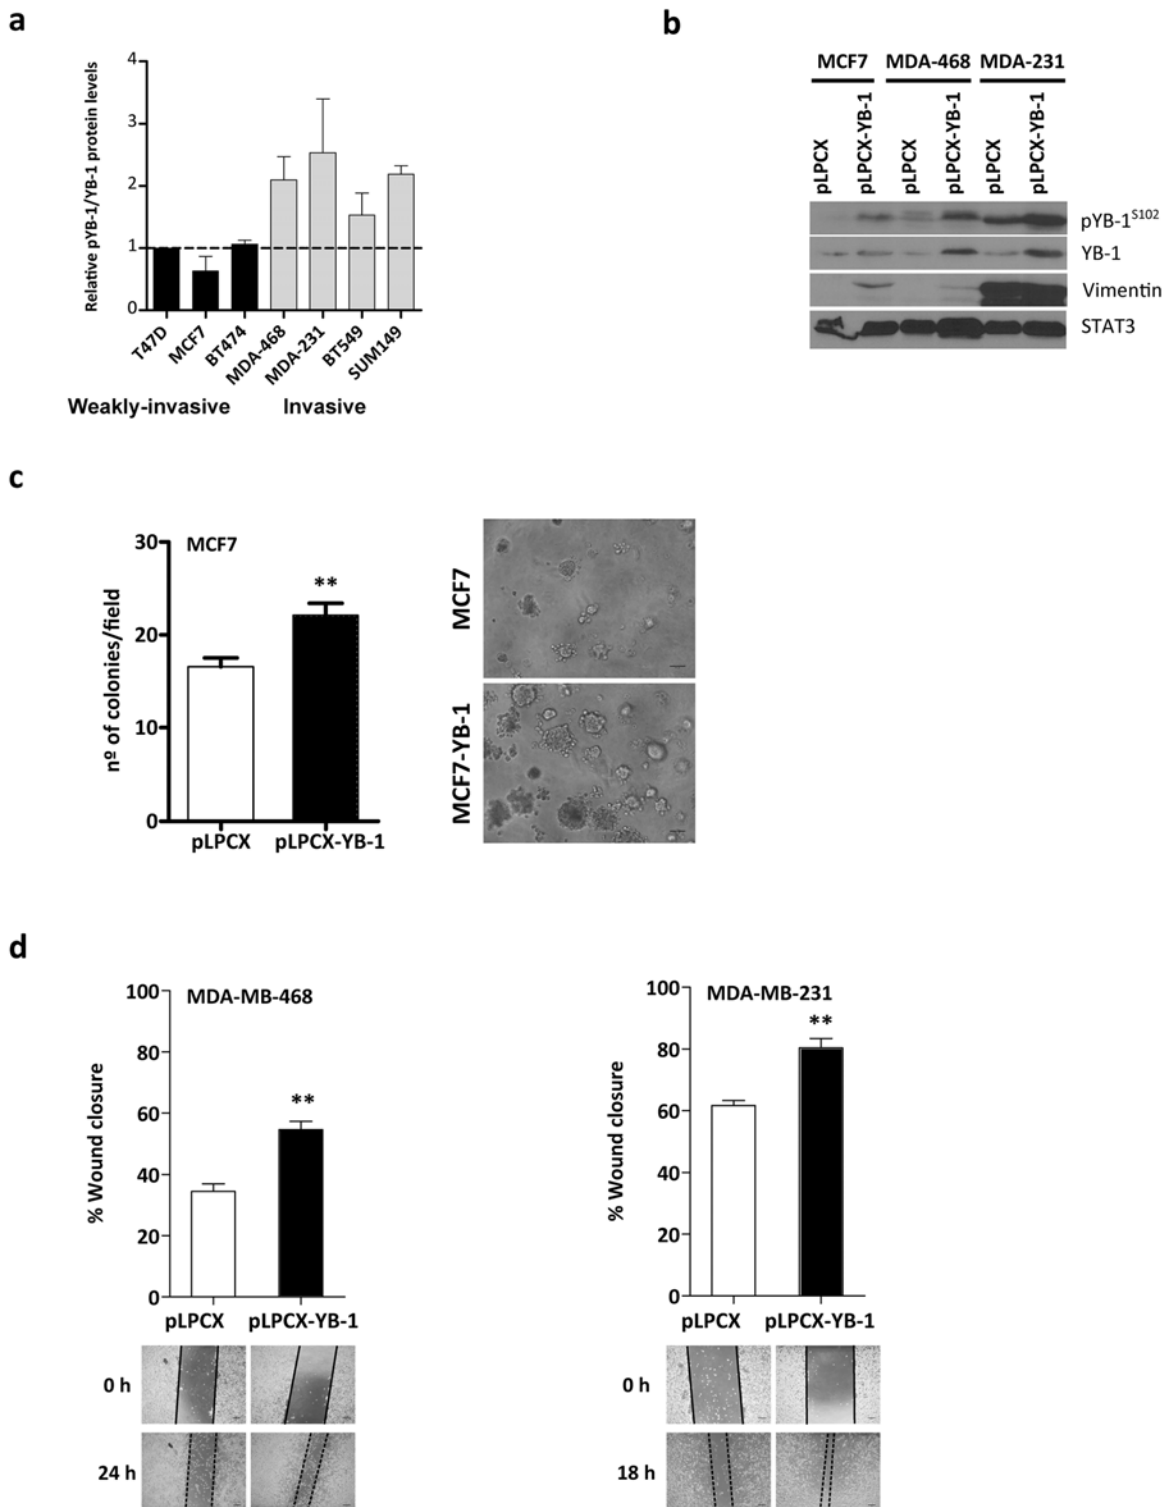 a
Relative pYB-1/YB-1 protein levels
4
3
2
1
0
T47D
MCF7
BT474
MDA-468
MDA-231
BT549
SUM149
Weakly-invasive
Invasive
b
MCF7 MDA-468 MDA-231
pLPCX
pLPCX-YB-1
pLPCX
pLPCX-YB-1
pLPCX
pLPCX-YB-1
pYB-1S102
YB-1
Vimentin
STAT3
c
nº of colonies/field
30
20
10
0
MCF7
**
pLPCX
pLPCX-YB-1
MCF7
MCF7-YB-1
d
% Wound closure
100
80
60
40
20
0
MDA-MB-468
**
pLPCX
pLPCX-YB-1
0 h
24 h
% Wound closure
100
80
60
40
20
0
MDA-MB-231
**
pLPCX
pLPCX-YB-1
0 h
18 h